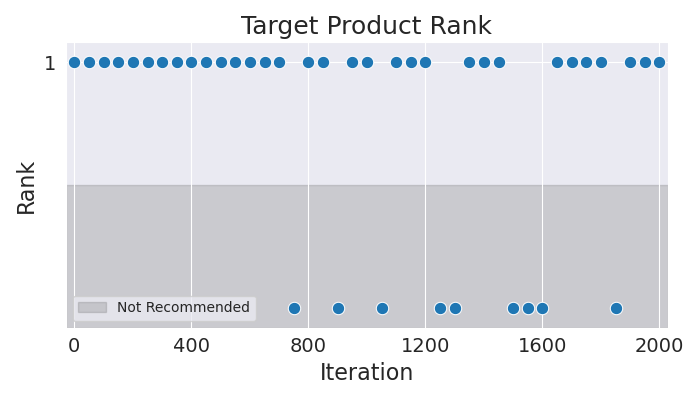 Target Product Rank
1
Rank
Not Recommended
0 400 800 1200 1600 2000
Iteration